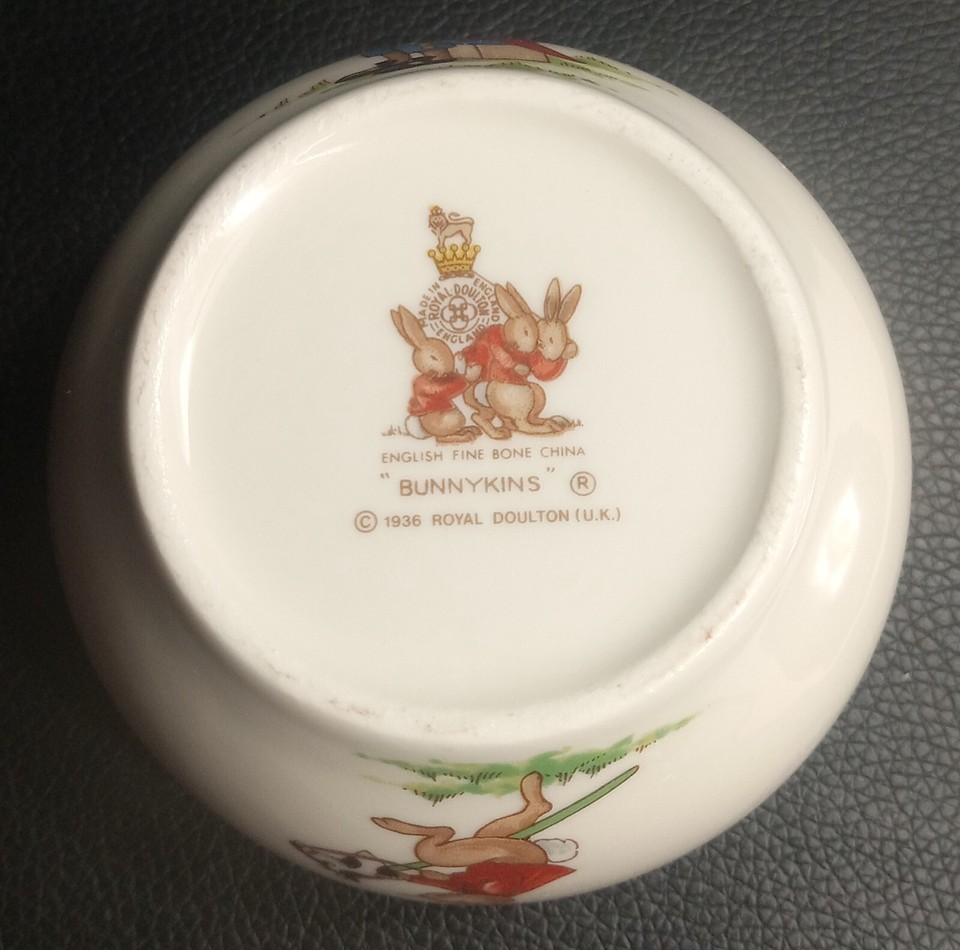 MADE IN ENGLAND
ROYAL DOULTON
ENGLAND
ENGLISH FINE BONE CHINA
"BUNNYKINS" ®
© 1936 ROYAL DOULTON (U.K.)